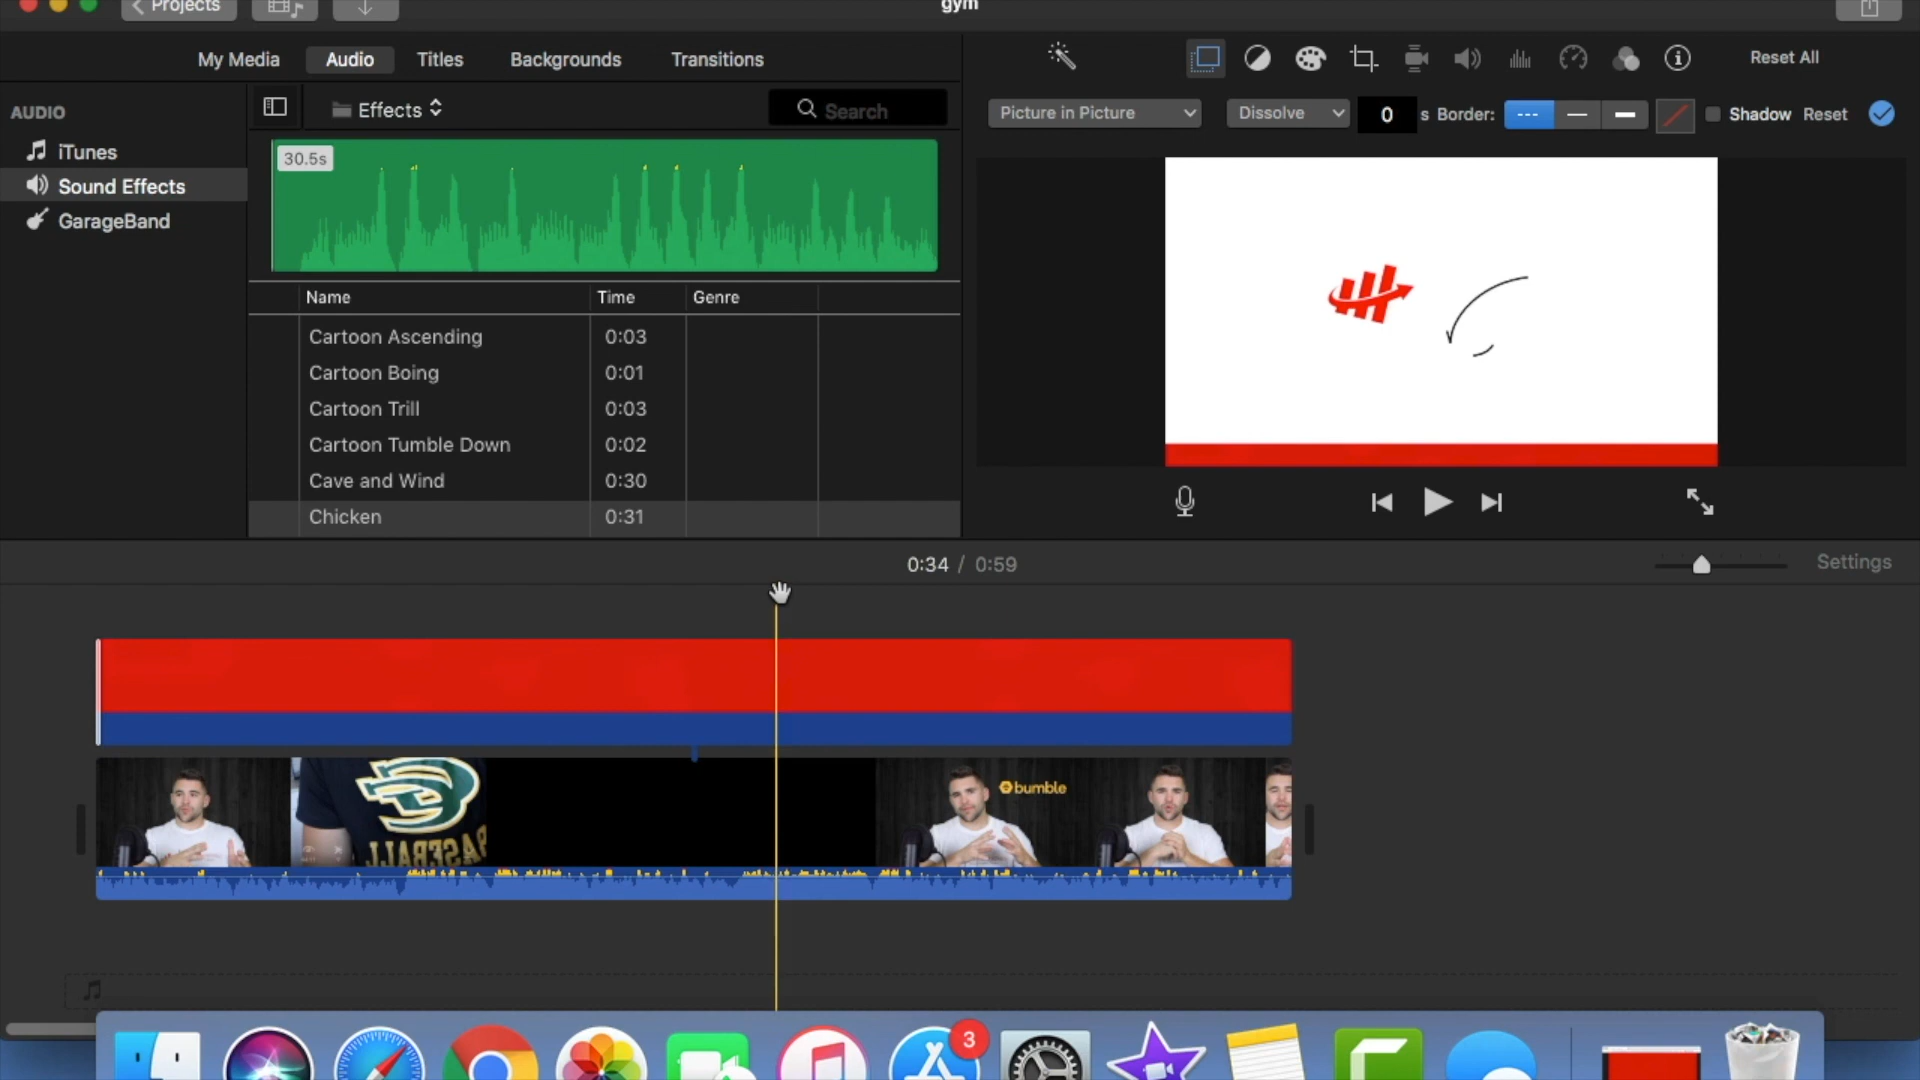 Projects
gym
My Media
Audio
Titles
Backgrounds
Transitions
Reset All
AUDIO
iTunes
Sound Effects
GarageBand
Effects
Search
Picture in Picture
Dissolve
0
s Border:
Shadow
Reset
30.5s
Name Time Genre
Cartoon Ascending 0:03
Cartoon Boing 0:01
Cartoon Trill 0:03
Cartoon Tumble Down 0:02
Cave and Wind 0:30
Chicken 0:31
0:34 / 0:59
Settings
bumble
BASEBALL
3